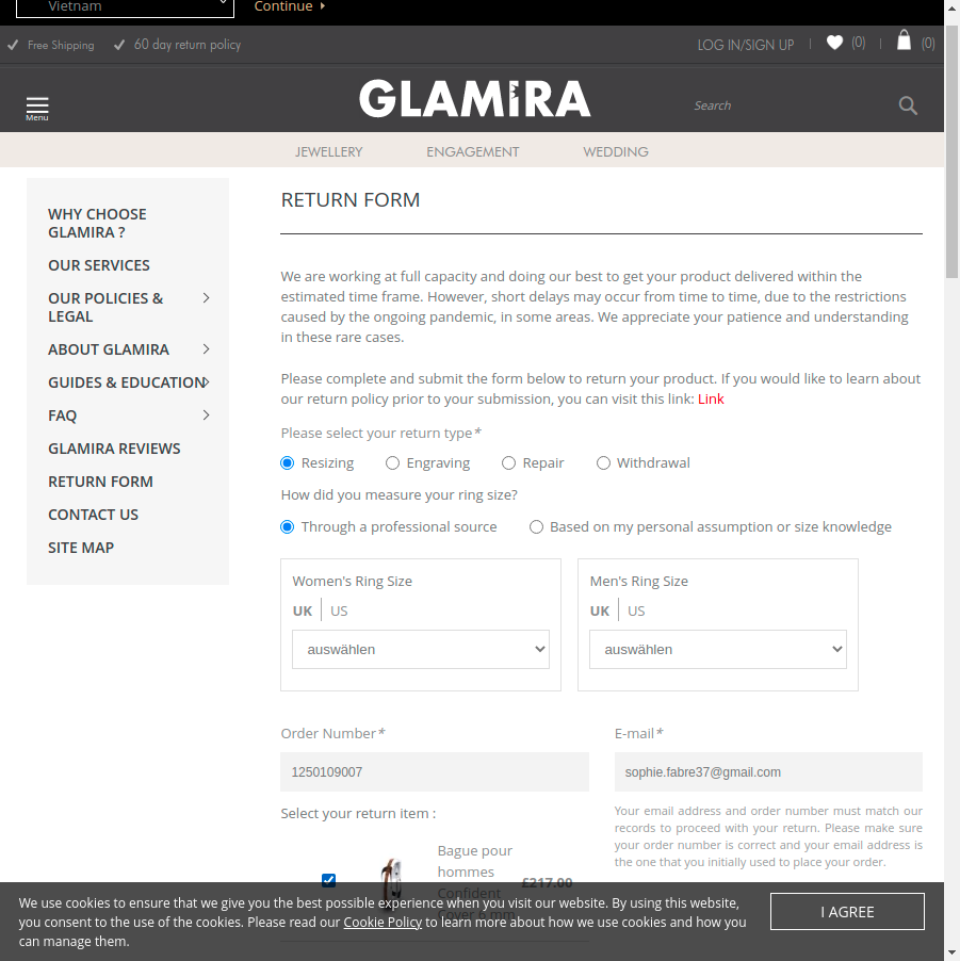 Vietnam
Continue
Free Shipping
60 day return policy
LOG IN/SIGN UP
(0)
(0)
Menu
GLAMIRA
Search
JEWELLERY
ENGAGEMENT
WEDDING
WHY CHOOSE
GLAMIRA ?
OUR SERVICES
OUR POLICIES &
LEGAL
ABOUT GLAMIRA
GUIDES & EDUCATION
FAQ
GLAMIRA REVIEWS
RETURN FORM
CONTACT US
SITE MAP
RETURN FORM
We are working at full capacity and doing our best to get your product delivered within the
estimated time frame. However, short delays may occur from time to time, due to the restrictions
caused by the ongoing pandemic, in some areas. We appreciate your patience and understanding
in these rare cases.
Please complete and submit the form below to return your product. If you would like to learn about
our return policy prior to your submission, you can visit this link: Link
Please select your return type*
Resizing
Engraving
Repair
Withdrawal
How did you measure your ring size?
Through a professional source
Based on my personal assumption or size knowledge
Women's Ring Size
UK
US
auswählen
Men's Ring Size
UK
US
auswählen
Order Number*
1250109007
E-mail*
sophie.fabre37@gmail.com
Select your return item :
Your email address and order number must match our
records to proceed with your return. Please make sure
your order number is correct and your email address is
the one that you initially used to place your order.
Bague pour
hommes
Confident
Cover 6 mm
£217.00
We use cookies to ensure that we give you the best possible experience when you visit our website. By using this website,
you consent to the use of the cookies. Please read our Cookie Policy to learn more about how we use cookies and how you
can manage them.
I AGREE